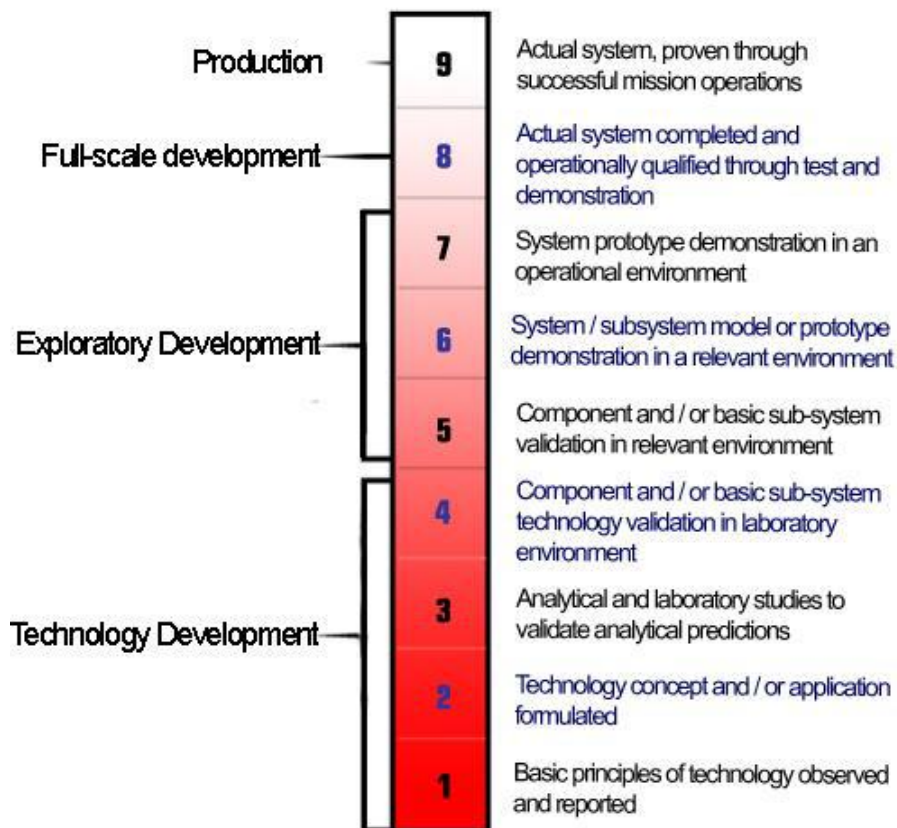 Production
9
Actual system, proven through
successful mission operations
Full-scale development
8
Actual system completed and
operationally qualified through test and
demonstration
7
System prototype demonstration in an
operational environment
Exploratory Development
6
System / subsystem model or prototype
demonstration in a relevant environment
5
Component and / or basic sub-system
validation in relevant environment
4
Component and / or basic sub-system
technology validation in laboratory
environment
Technology Development
3
Analytical and laboratory studies to
validate analytical predictions
2
Technology concept and / or application
formulated
1
Basic principles of technology observed
and reported